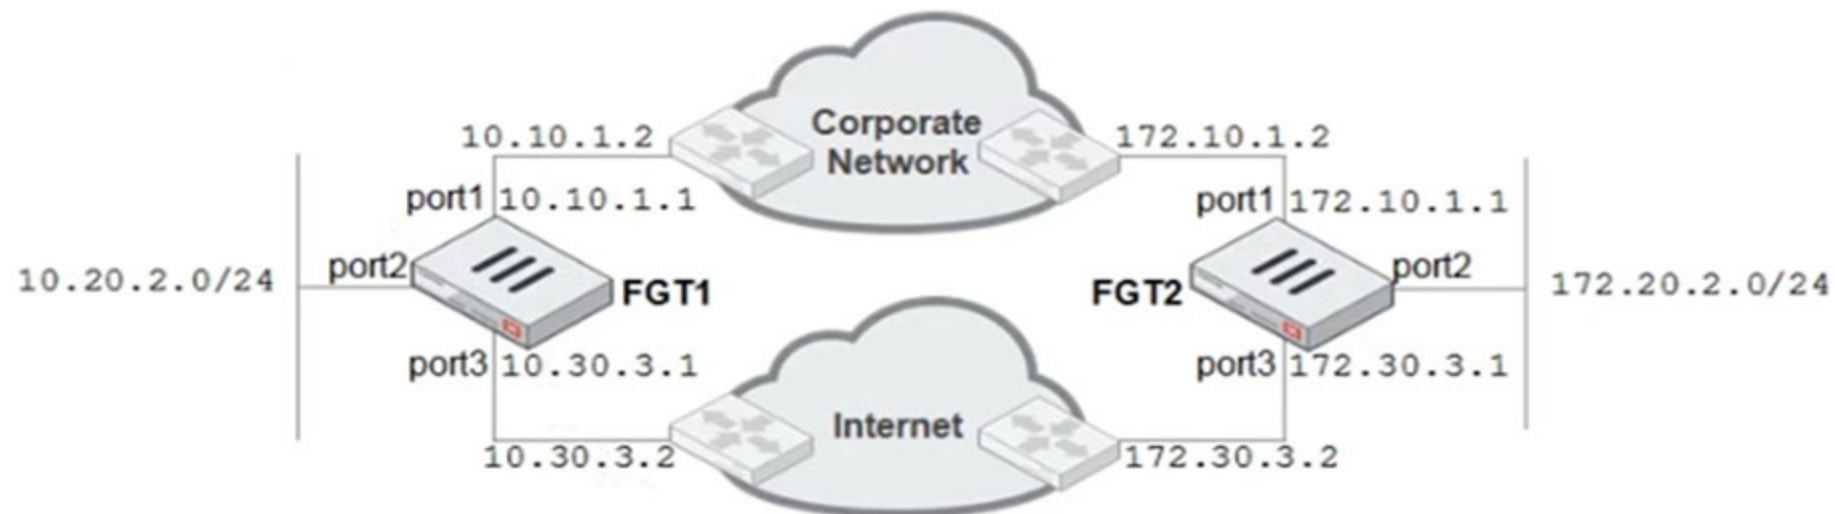 Corporate
Network
10.10.1.2
172.10.1.2
port1 10.10.1.1
port1 172.10.1.1
10.20.2.0/24
port2
FGT1
FGT2
port2
172.20.2.0/24
port3 10.30.3.1
port3 172.30.3.1
Internet
10.30.3.2
172.30.3.2